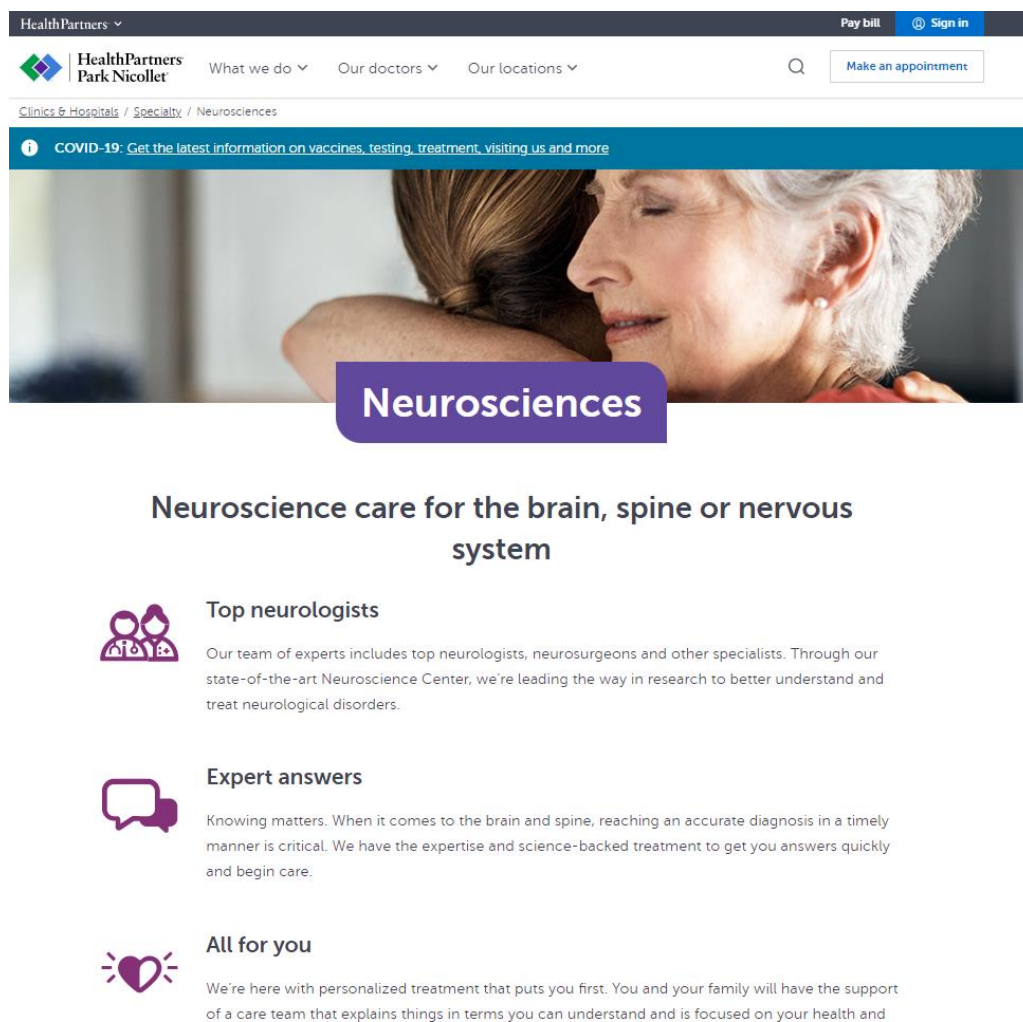 HealthPartners
Pay bill
Sign in
HealthPartners
Park Nicollet
What we do
Our doctors
Our locations
Make an appointment
Clinics & Hospitals / Specialty / Neurosciences
COVID-19: Get the latest information on vaccines, testing, treatment, visiting us and more
Neurosciences
Neuroscience care for the brain, spine or nervous
system
Top neurologists
Our team of experts includes top neurologists, neurosurgeons and other specialists. Through our
state-of-the-art Neuroscience Center, we're leading the way in research to better understand and
treat neurological disorders.
Expert answers
Knowing matters. When it comes to the brain and spine, reaching an accurate diagnosis in a timely
manner is critical. We have the expertise and science-backed treatment to get you answers quickly
and begin care.
All for you
We're here with personalized treatment that puts you first. You and your family will have the support
of a care team that explains things in terms you can understand and is focused on your health and